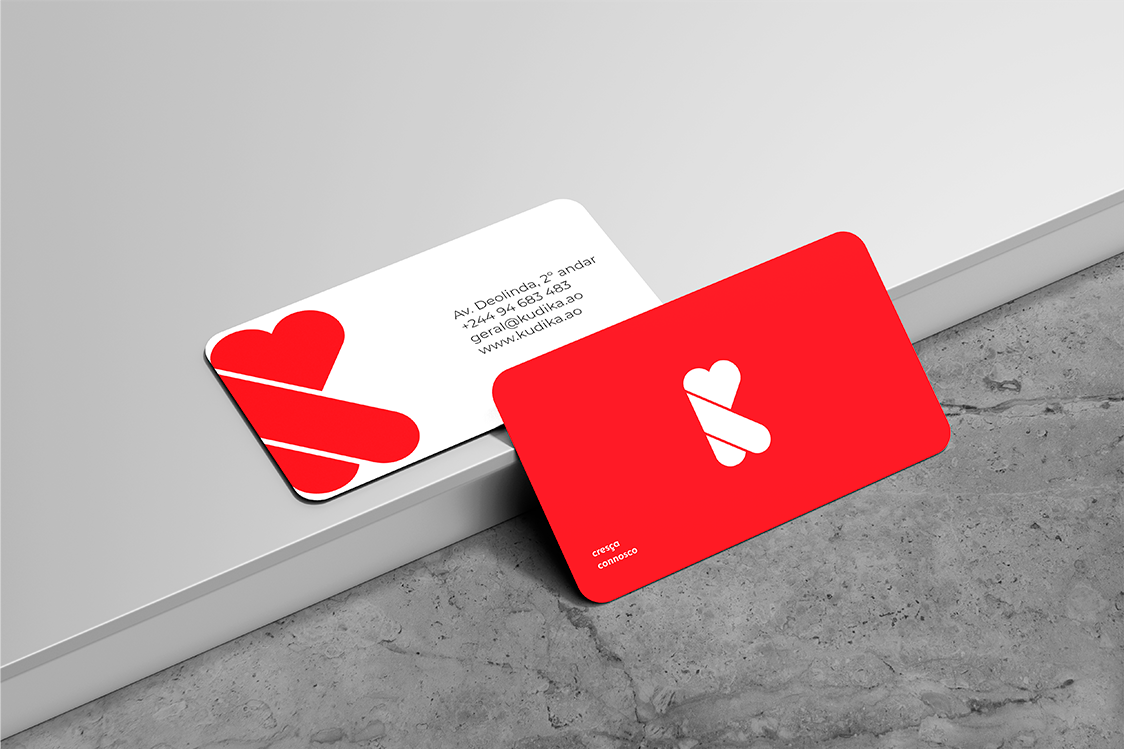 Av. Deolinda, 2º andar
+244 94 683 483
geral@kudika.ao
www.kudika.ao
cresça
connosco